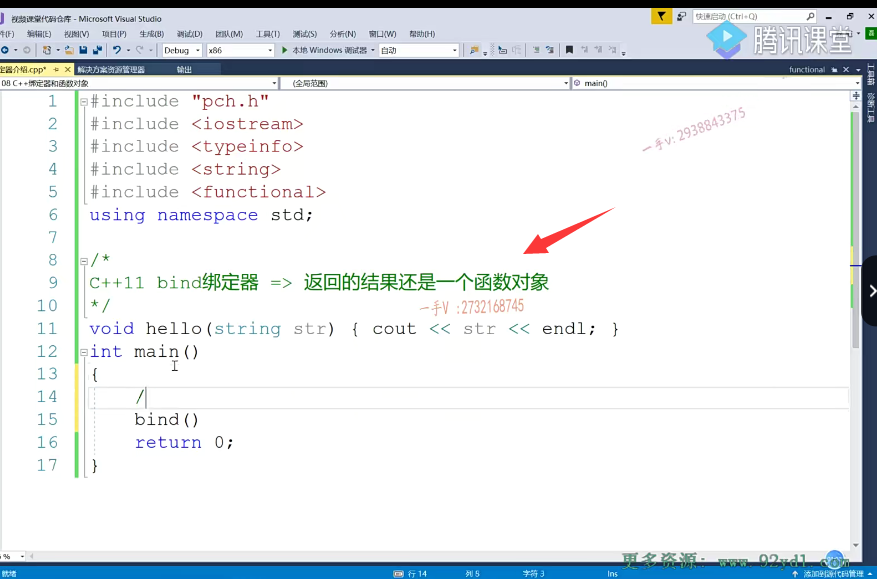 视频课堂代码仓库 - Microsoft Visual Studio
快速启动 (Ctrl+Q)
件(F) 编辑(E) 视图(V) 项目(P) 生成(B) 调试(D) 团队(M) 工具(T) 测试(S) 分析(N) 窗口(W) 帮助(H)
Debug x86 本地 Windows 调试器 自动
腾讯课堂
定器介绍.cpp* 解决方案资源管理器 输出 functional
08 C++绑定器和函数对象 (全局范围) main()
1 #include "pch.h"
2 #include <iostream>
3 #include <typeinfo>
4 #include <string>
5 #include <functional>
6 using namespace std;
7
8 /*
9 C++11 bind绑定器 => 返回的结果还是一个函数对象
10 */
11 void hello(string str) { cout << str << endl; }
12 int main()
13 {
14 /
15 bind()
16 return 0;
17 }
一手v: 2938843375
一手V :2732168745
%
更多资源: www.92xdl.com
就绪 行 14 列 5 字符 3 Ins 添加到源代码管理